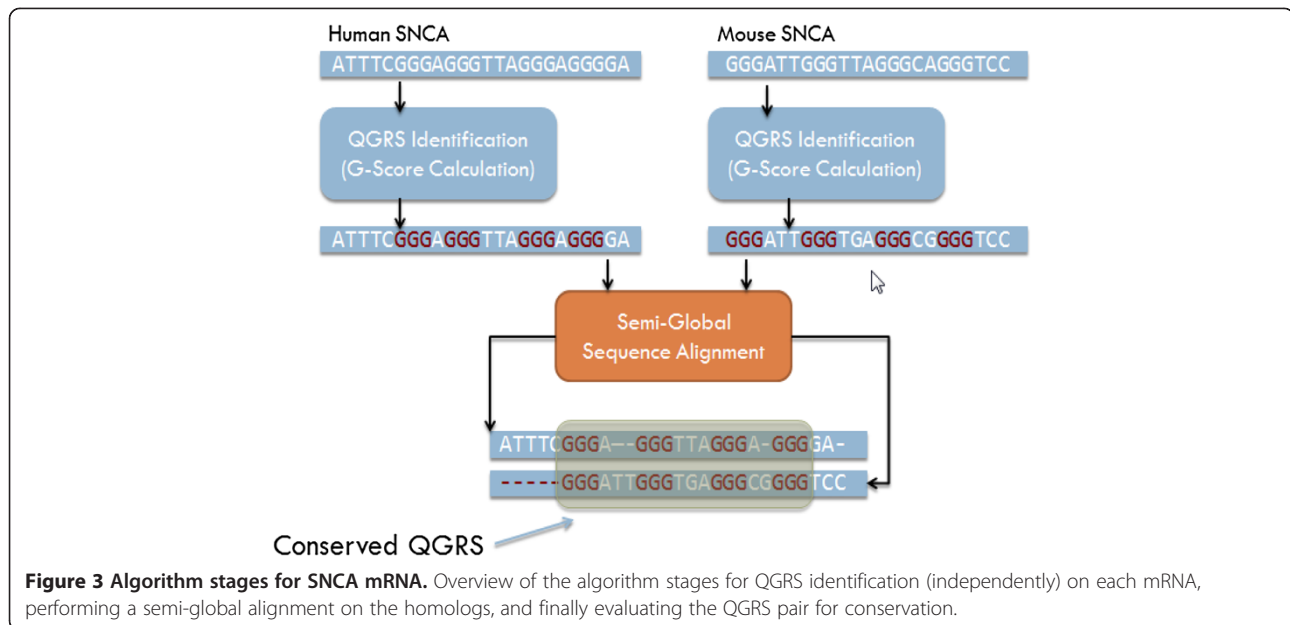 Human SNCA
Mouse SNCA
ATTTCGGGAGGGTTAGGGAGGGGA
GGGATTGGGTTAGGGCAGGGTCC
QGRS Identification
(G-Score Calculation)
QGRS Identification
(G-Score Calculation)
ATTTCGGGAGGGTTAGGGAGGGGA
GGGATTGGGTGAGGGCGGGGTCC
Semi-Global
Sequence Alignment
ATTTCGGGA--GGGTTAGGGA-GGGGA-
-----GGGATTGGGTGAGGGCGGGGTCC
Conserved QGRS
Figure 3 Algorithm stages for SNCA mRNA. Overview of the algorithm stages for QGRS identification (independently) on each mRNA,
performing a semi-global alignment on the homologs, and finally evaluating the QGRS pair for conservation.